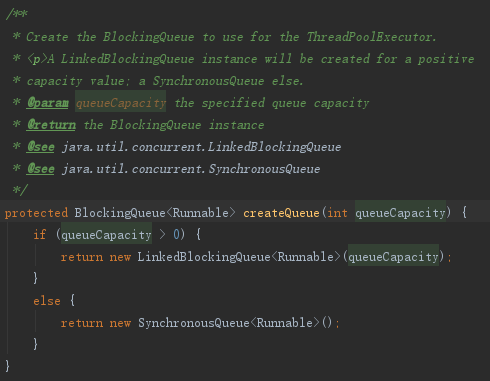 /**
 * Create the BlockingQueue to use for the ThreadPoolExecutor.
 * <p>A LinkedBlockingQueue instance will be created for a positive
 * capacity value; a SynchronousQueue else.
 * @param queueCapacity the specified queue capacity
 * @return the BlockingQueue instance
 * @see java.util.concurrent.LinkedBlockingQueue
 * @see java.util.concurrent.SynchronousQueue
 */
protected BlockingQueue<Runnable> createQueue(int queueCapacity) {
    if (queueCapacity > 0) {
        return new LinkedBlockingQueue<Runnable>(queueCapacity);
    }
    else {
        return new SynchronousQueue<Runnable>();
    }
}